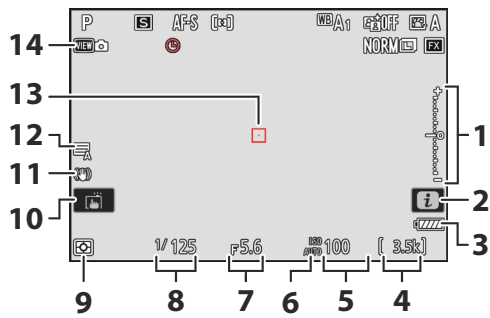 P S AF-S WB A1 OFF A
14 VIEW NORM FX
13
1
12 A
11
10 i 2
3
1/125 F5.6 ISO AUTO 100 [ 3.5k]
9 8 7 6 5 4